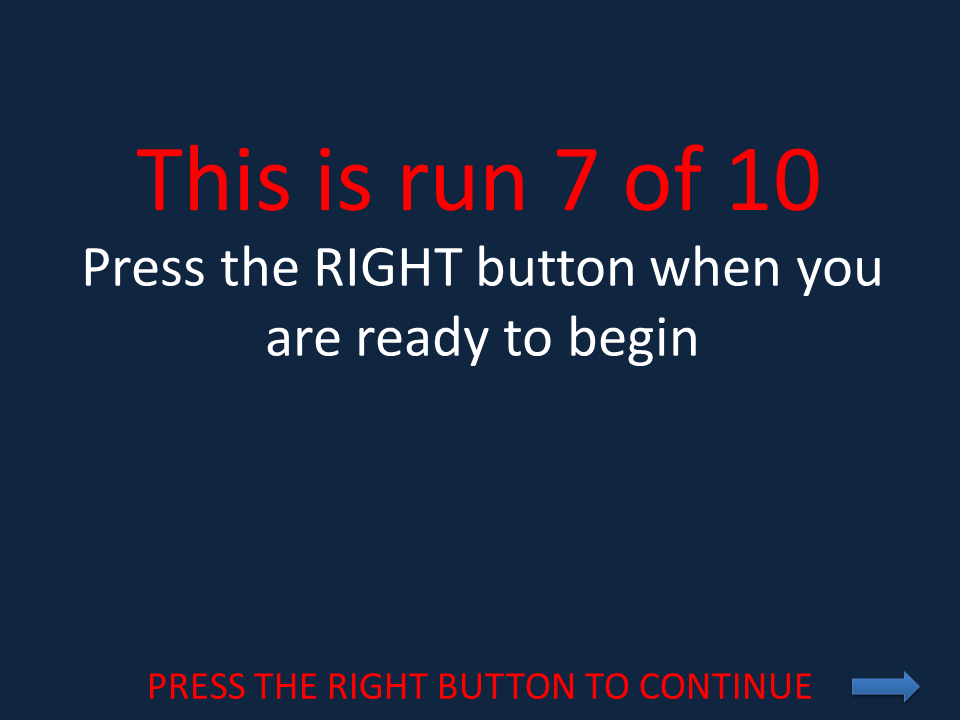 This is run 7 of 10
Press the RIGHT button when you
are ready to begin
PRESS THE RIGHT BUTTON TO CONTINUE